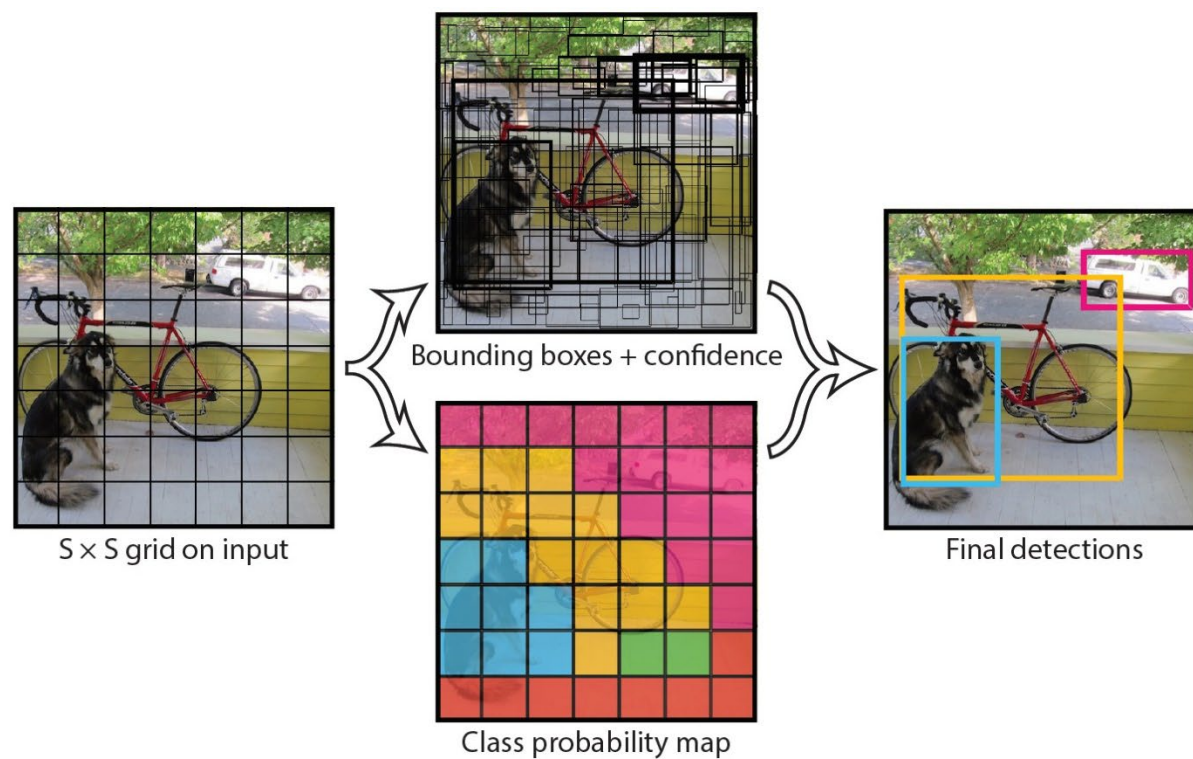 Bounding boxes + confidence
S × S grid on input
Final detections
Class probability map